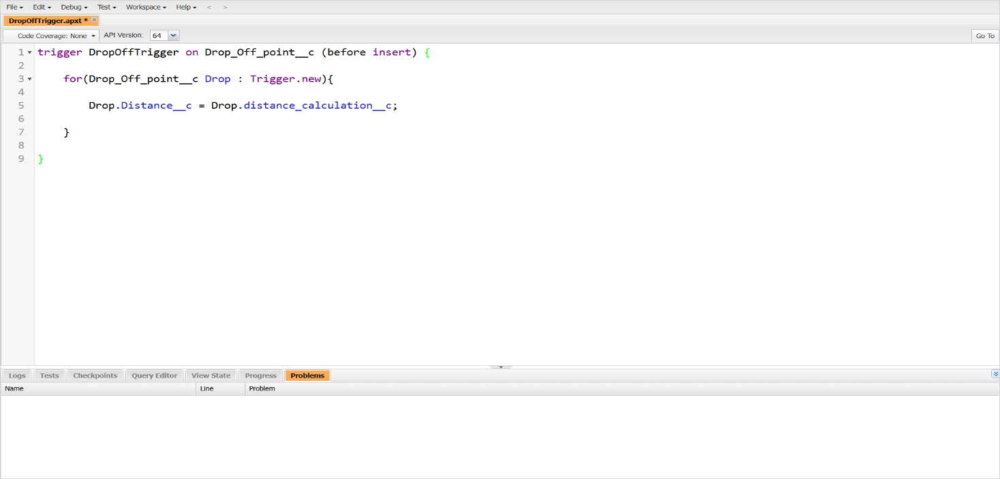 File Edit Debug Test Workspace Help < >
DropOffTrigger.apxt *
Code Coverage: None API Version: 64 Go To
1 trigger DropOffTrigger on Drop_Off_point__c (before insert) {
2
3 for(Drop_Off_point__c Drop : Trigger.new){
4
5 Drop.Distance__c = Drop.distance_calculation__c;
6
7 }
8
9 }
Logs Tests Checkpoints Query Editor View State Progress Problems
Name Line Problem